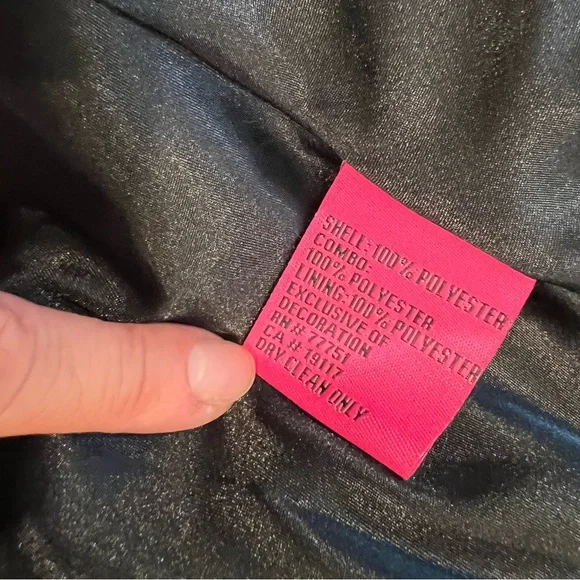 SHELL: 100% POLYESTER
COMBO:
100% POLYESTER
LINING: 100% POLYESTER
EXCLUSIVE OF
DECORATION
RN # 77751
CA # 19117
DRY CLEAN ONLY